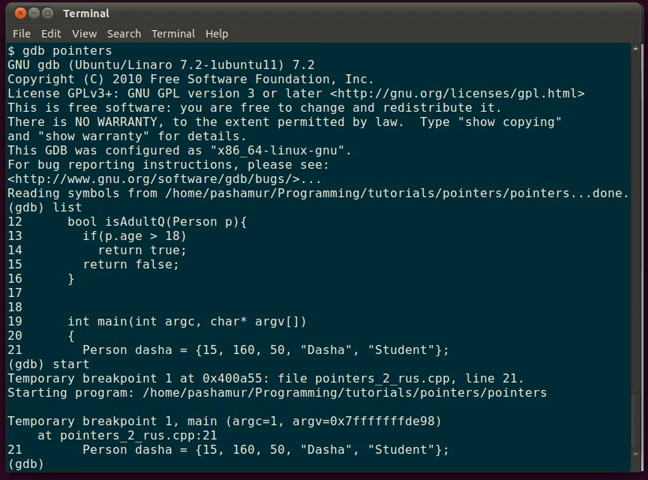 Terminal
File Edit View Search Terminal Help
$ gdb pointers
GNU gdb (Ubuntu/Linaro 7.2-1ubuntu11) 7.2
Copyright (C) 2010 Free Software Foundation, Inc.
License GPLv3+: GNU GPL version 3 or later <http://gnu.org/licenses/gpl.html>
This is free software: you are free to change and redistribute it.
There is NO WARRANTY, to the extent permitted by law.  Type "show copying"
and "show warranty" for details.
This GDB was configured as "x86_64-linux-gnu".
For bug reporting instructions, please see:
<http://www.gnu.org/software/gdb/bugs/>...
Reading symbols from /home/pashamur/Programming/tutorials/pointers/pointers...done.
(gdb) list
12      bool isAdultQ(Person p){
13        if(p.age > 18)
14          return true;
15        return false;
16      }
17
18
19      int main(int argc, char* argv[])
20      {
21        Person dasha = {15, 160, 50, "Dasha", "Student"};
(gdb) start
Temporary breakpoint 1 at 0x400a55: file pointers_2_rus.cpp, line 21.
Starting program: /home/pashamur/Programming/tutorials/pointers/pointers
Temporary breakpoint 1, main (argc=1, argv=0x7fffffffde98)
    at pointers_2_rus.cpp:21
21        Person dasha = {15, 160, 50, "Dasha", "Student"};
(gdb)